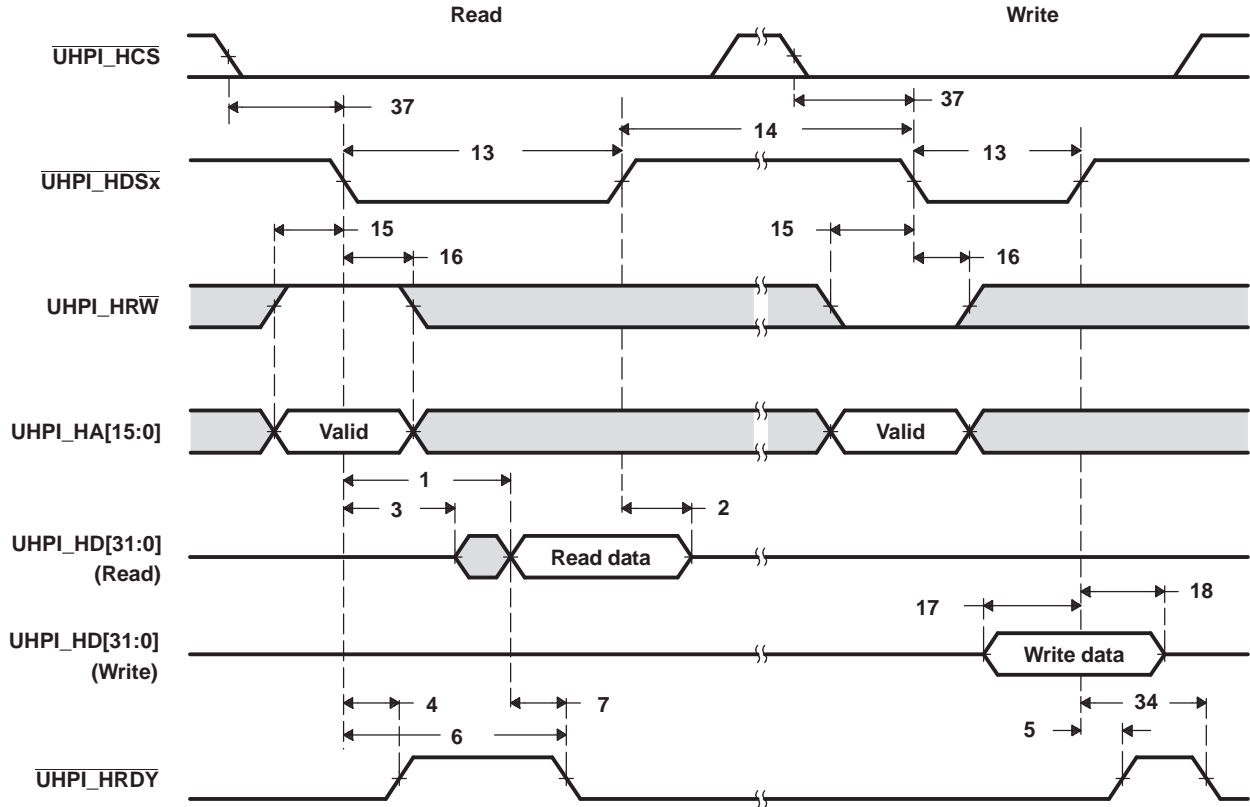 Read Write
UHPI_HCS
37 37
14
13 13
UHPI_HDSx
15 15
16 16
UHPI_HRW
UHPI_HA[15:0] Valid Valid
1
3 2
UHPI_HD[31:0]
(Read) Read data
17 18
UHPI_HD[31:0]
(Write) Write data
4 7 34
6 5
UHPI_HRDY